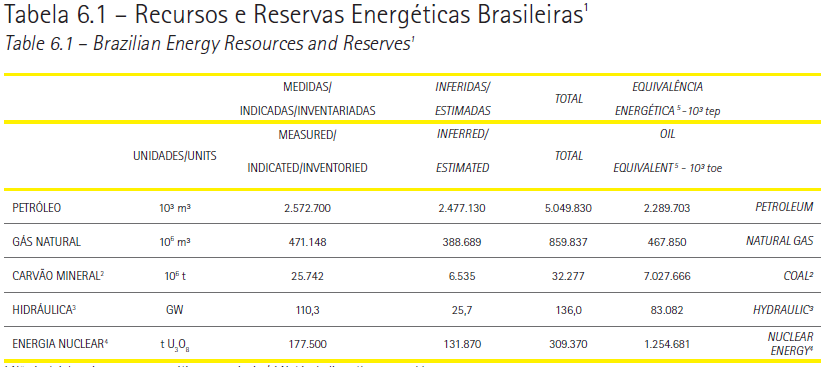 Tabela 6.1 – Recursos e Reservas Energéticas Brasileiras¹
Table 6.1 – Brazilian Energy Resources and Reserves¹
MEDIDAS/ INFERIDAS/ EQUIVALÊNCIA
INDICADAS/INVENTARIADAS ESTIMADAS TOTAL ENERGÉTICA ⁵ -10³ tep
MEASURED/ INFERRED/ OIL
UNIDADES/UNITS INDICATED/INVENTORIED ESTIMATED TOTAL EQUIVALENT ⁵ - 10³ toe
PETRÓLEO 10³ m³ 2.572.700 2.477.130 5.049.830 2.289.703 PETROLEUM
GÁS NATURAL 10⁶ m³ 471.148 388.689 859.837 467.850 NATURAL GAS
CARVÃO MINERAL² 10⁶ t 25.742 6.535 32.277 7.027.666 COAL²
HIDRÁULICA³ GW 110,3 25,7 136,0 83.082 HYDRAULIC³
ENERGIA NUCLEAR⁴ t U₃O₈ 177.500 131.870 309.370 1.254.681 NUCLEAR ENERGY⁴